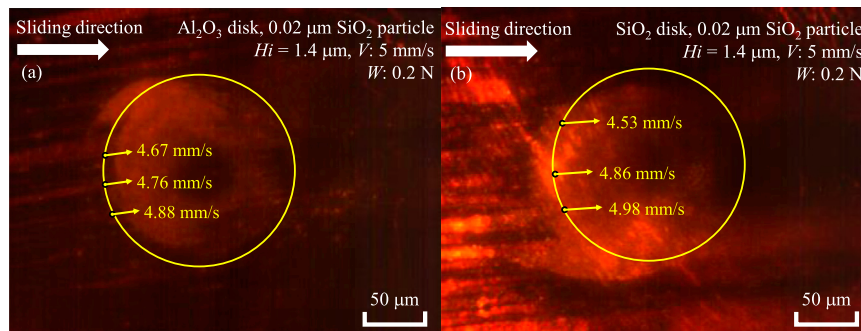 Sliding direction
Al₂O₃ disk, 0.02 μm SiO₂ particle
Hi = 1.4 μm, V: 5 mm/s
W: 0.2 N
(a)
4.67 mm/s
4.76 mm/s
4.88 mm/s
50 μm
Sliding direction
SiO₂ disk, 0.02 μm SiO₂ particle
Hi = 1.4 μm, V: 5 mm/s
W: 0.2 N
(b)
4.53 mm/s
4.86 mm/s
4.98 mm/s
50 μm